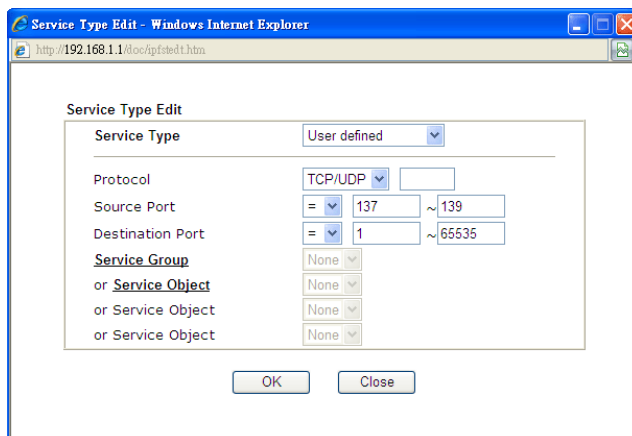 Service Type Edit - Windows Internet Explorer
http://192.168.1.1/doc/ipfstedt.htm
Service Type Edit
Service Type User defined
Protocol TCP/UDP
Source Port = 137 ~ 139
Destination Port = 1 ~ 65535
Service Group None
or Service Object None
or Service Object None
or Service Object None
OK Close